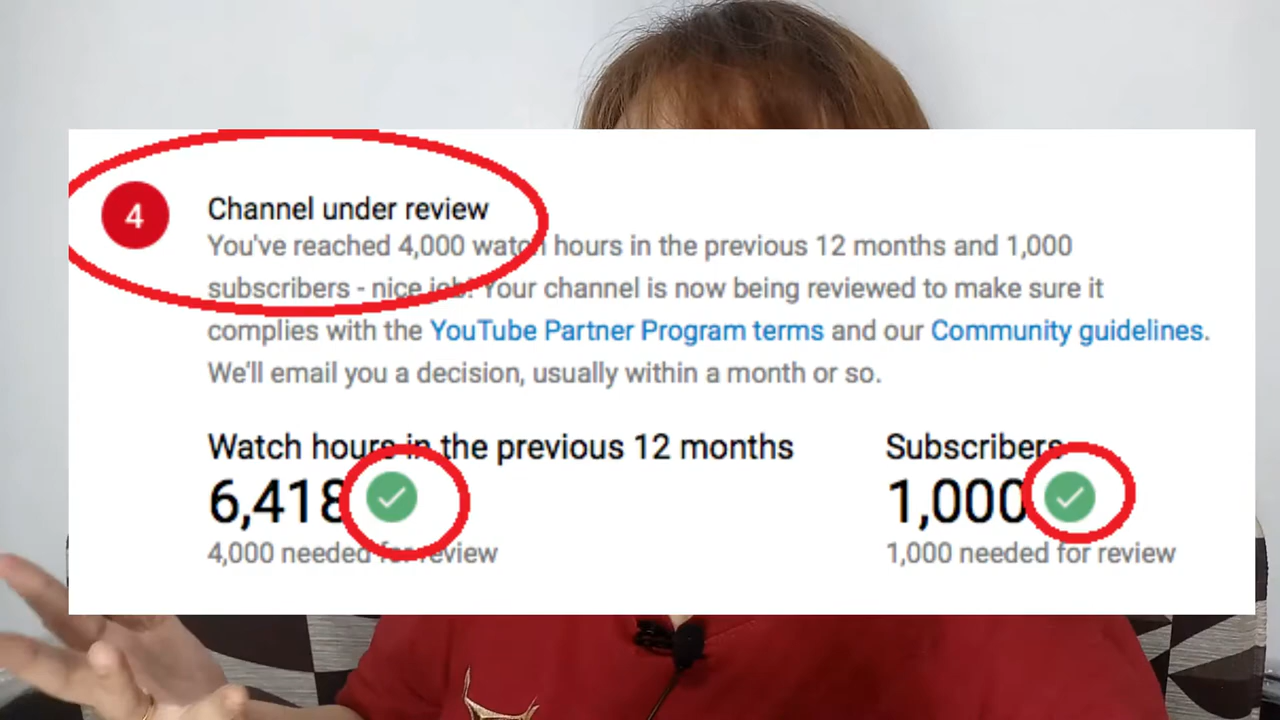 4
Channel under review
You've reached 4,000 watch hours in the previous 12 months and 1,000
subscribers - nice job! Your channel is now being reviewed to make sure it
complies with the YouTube Partner Program terms and our Community guidelines.
We'll email you a decision, usually within a month or so.
Watch hours in the previous 12 months
6,418
4,000 needed for review
Subscribers
1,000
1,000 needed for review